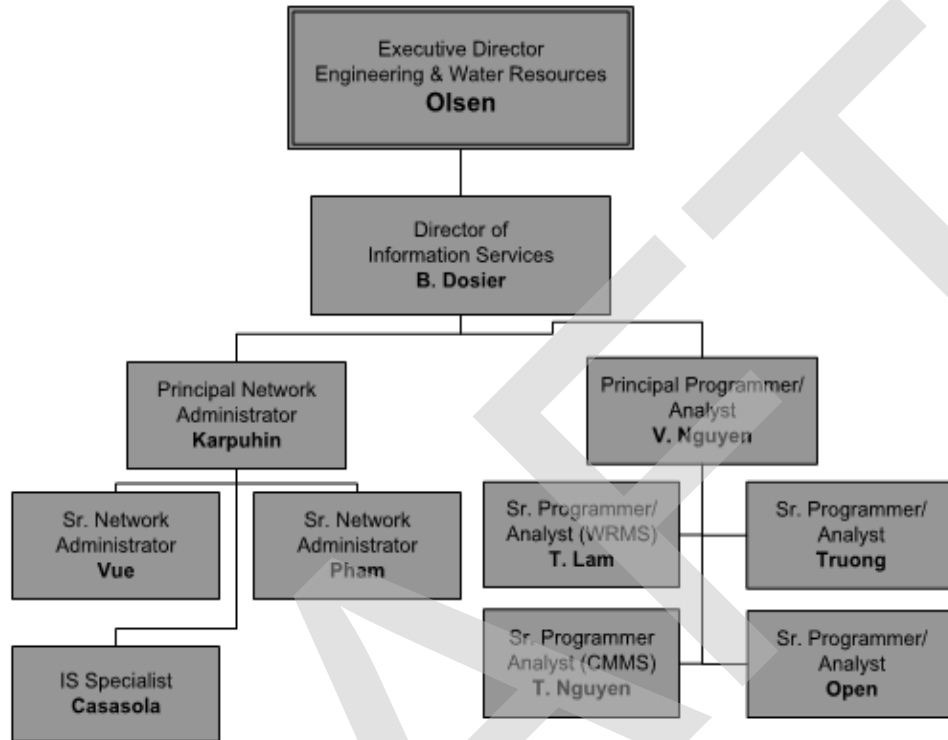 Executive Director
Engineering & Water Resources
Olsen
Director of
Information Services
B. Dosier
Principal Network
Administrator
Karpuhin
Principal Programmer/
Analyst
V. Nguyen
Sr. Network
Administrator
Vue
Sr. Network
Administrator
Pham
Sr. Programmer/
Analyst (WRMS)
T. Lam
Sr. Programmer/
Analyst
Truong
IS Specialist
Casasola
Sr. Programmer
Analyst (CMMS)
T. Nguyen
Sr. Programmer/
Analyst
Open